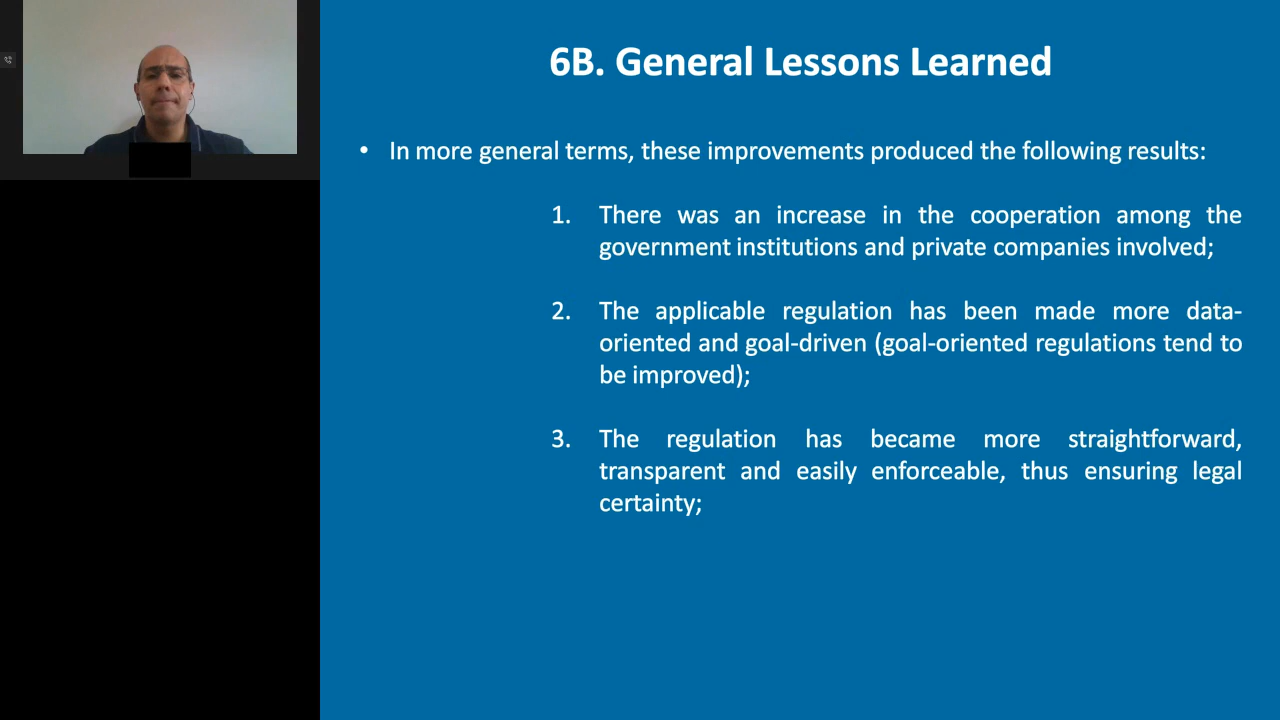 6B. General Lessons Learned
• In more general terms, these improvements produced the following results:
1. There was an increase in the cooperation among the
government institutions and private companies involved;
2. The applicable regulation has been made more data-
oriented and goal-driven (goal-oriented regulations tend to
be improved);
3. The regulation has became more straightforward,
transparent and easily enforceable, thus ensuring legal
certainty;